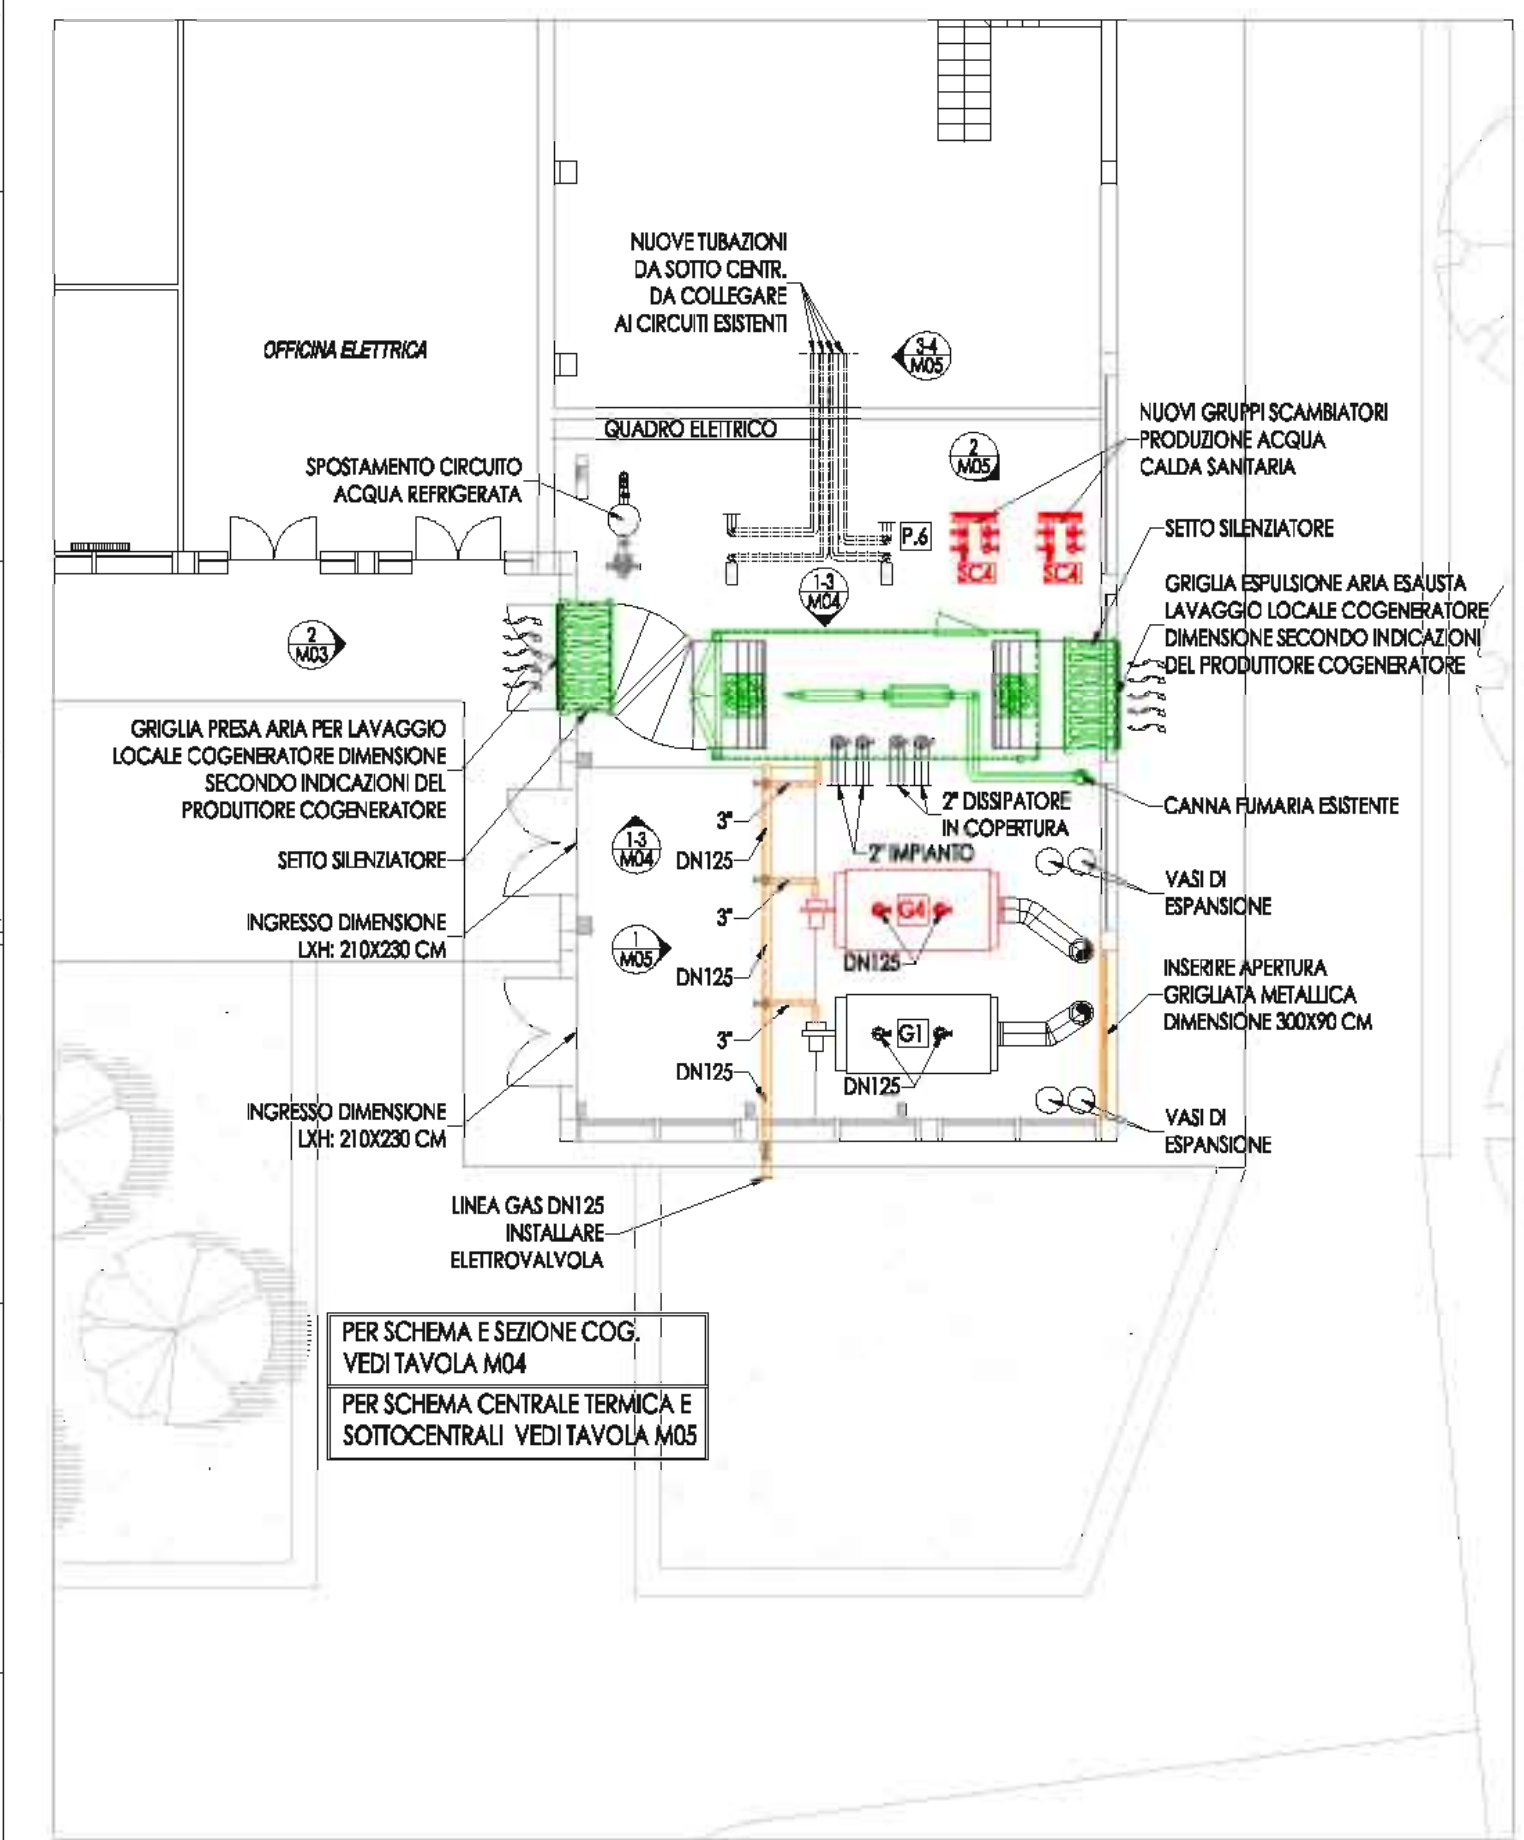 NUOVE TUBAZIONI
DA SOTTO CENTR.
DA COLLEGARE
AI CIRCUITI ESISTENTI
OFFICINA ELETTRICA
3-4
M05
QUADRO ELETTRICO
2
M05
NUOVI GRUPPI SCAMBIATORI
PRODUZIONE ACQUA
CALDA SANITARIA
SPOSTAMENTO CIRCUITO
ACQUA REFRIGERATA
P.6
SC4
SC4
SETTO SILENZIATORE
1-3
M04
GRIGLIA ESPULSIONE ARIA ESAUSTA
LAVAGGIO LOCALE COGENERATORE
DIMENSIONE SECONDO INDICAZIONI
DEL PRODUTTORE COGENERATORE
2
M03
GRIGLIA PRESA ARIA PER LAVAGGIO
LOCALE COGENERATORE DIMENSIONE
SECONDO INDICAZIONI DEL
PRODUTTORE COGENERATORE
2" DISSIPATORE
IN COPERTURA
CANNA FUMARIA ESISTENTE
3"
DN125
2" IMPIANTO
1-3
M04
SETTO SILENZIATORE
VASI DI
ESPANSIONE
INGRESSO DIMENSIONE
LXH: 210X230 CM
3"
G4
1
M05
DN125
DN125
INSERIRE APERTURA
GRIGLIATA METALLICA
DIMENSIONE 300X90 CM
3"
G1
DN125
DN125
INGRESSO DIMENSIONE
LXH: 210X230 CM
VASI DI
ESPANSIONE
LINEA GAS DN125
INSTALLARE
ELETTROVALVOLA
PER SCHEMA E SEZIONE COG.
VEDI TAVOLA M04
PER SCHEMA CENTRALE TERMICA E
SOTTOCENTRALI VEDI TAVOLA M05